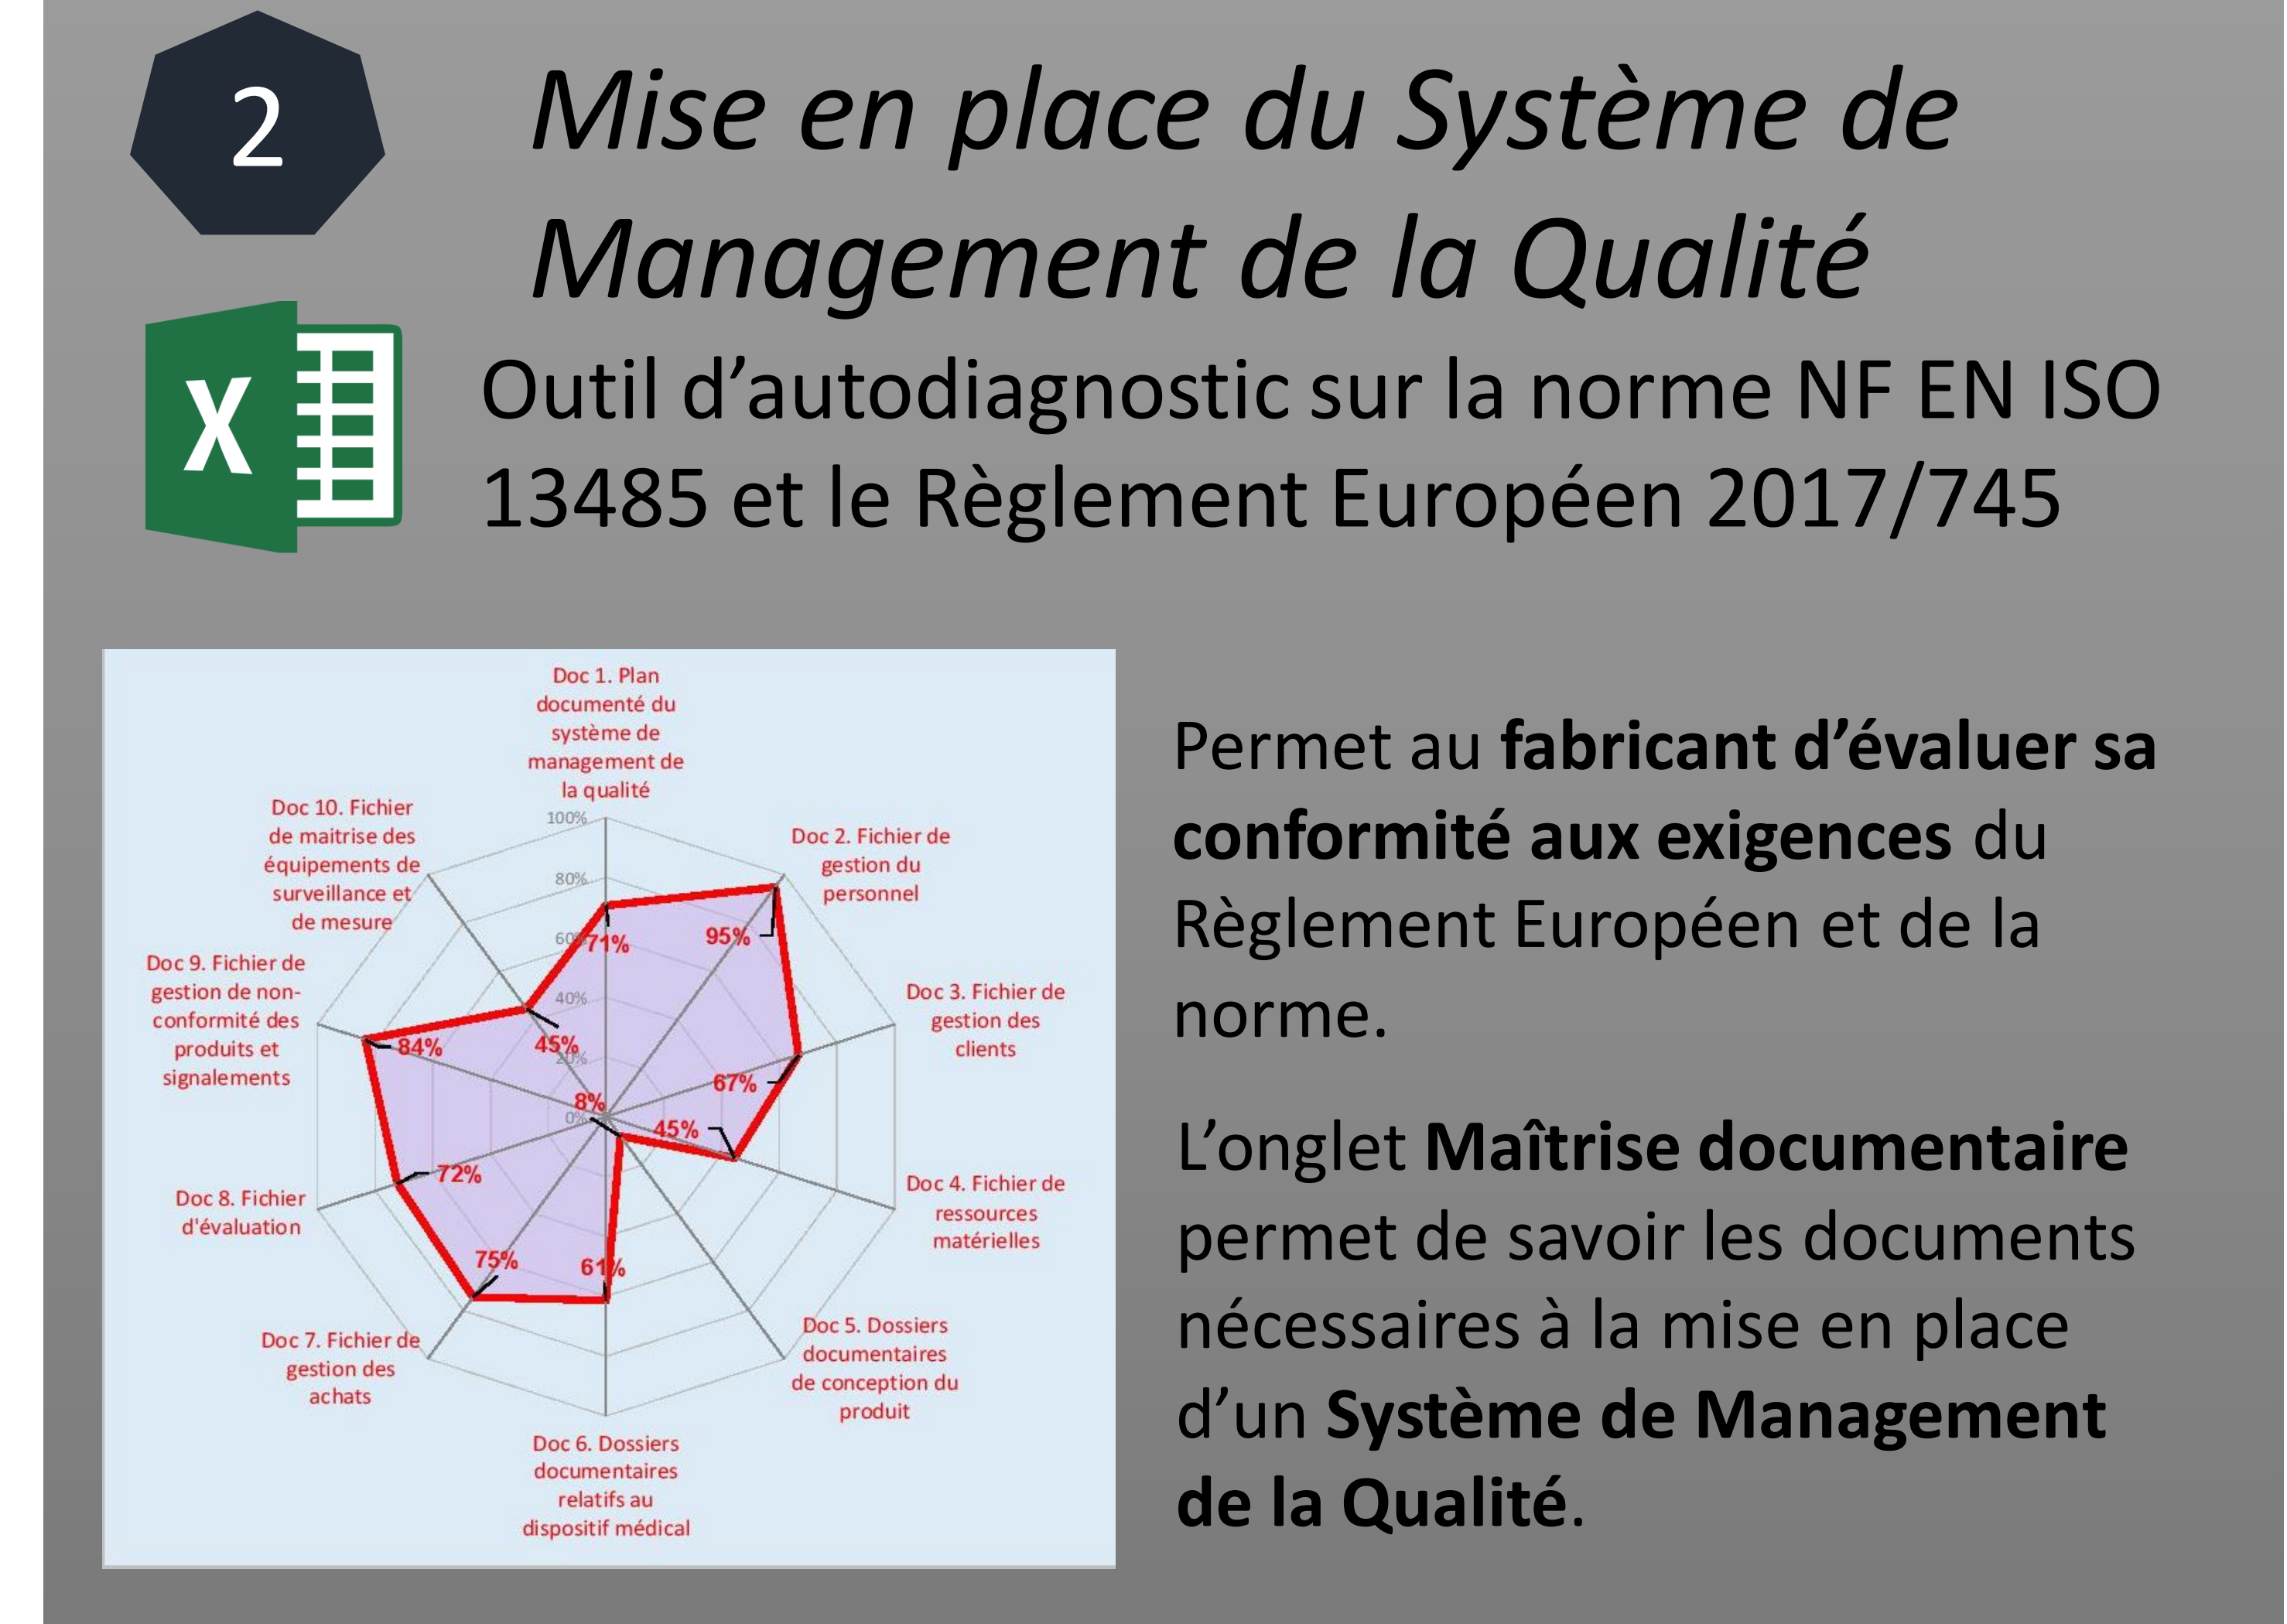 2
Mise en place du Système de
Management de la Qualité
X
Outil d’autodiagnostic sur la norme NF EN ISO
13485 et le Règlement Européen 2017/745
Doc 1. Plan
documenté du
système de
management de
la qualité
Doc 2. Fichier de
gestion du
personnel
Doc 3. Fichier de
gestion des
clients
Doc 4. Fichier de
ressources
matérielles
Doc 5. Dossiers
documentaires
de conception du
produit
Doc 6. Dossiers
documentaires
relatifs au
dispositif médical
Doc 7. Fichier de
gestion des
achats
Doc 8. Fichier
d'évaluation
Doc 9. Fichier de
gestion de non-
conformité des
produits et
signalements
Doc 10. Fichier
de maitrise des
équipements de
surveillance et
de mesure
100%
80%
60%
40%
20%
0%
71%
95%
67%
45%
8%
61%
75%
72%
84%
45%
Permet au fabricant d’évaluer sa
conformité aux exigences du
Règlement Européen et de la
norme.
L’onglet Maîtrise documentaire
permet de savoir les documents
nécessaires à la mise en place
d’un Système de Management
de la Qualité.